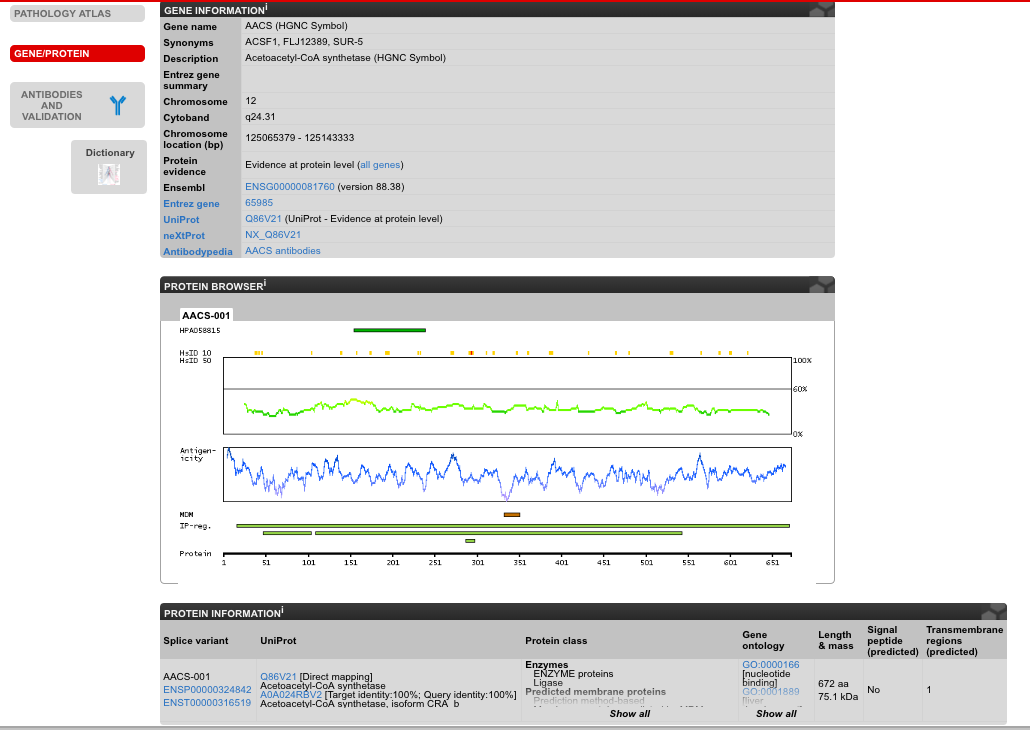 PATHOLOGY ATLAS
GENE/PROTEIN
ANTIBODIES
AND
VALIDATION
Dictionary
GENE INFORMATIONi
Gene name AACS (HGNC Symbol)
Synonyms ACSF1, FLJ12389, SUR-5
Description Acetoacetyl-CoA synthetase (HGNC Symbol)
Entrez gene
summary
Chromosome 12
Cytoband q24.31
Chromosome
location (bp) 125065379 - 125143333
Protein
evidence Evidence at protein level (all genes)
Ensembl ENSG00000081760 (version 88.38)
Entrez gene 65985
UniProt Q86V21 (UniProt - Evidence at protein level)
neXtProt NX_Q86V21
Antibodypedia AACS antibodies
PROTEIN BROWSERi
AACS-001
HPA058815
HsID 10
HsID 50 100%
60%
0%
Antigen-
icity
MDM
IP-reg.
Protein
1 51 101 151 201 251 301 351 401 451 501 551 601 651
PROTEIN INFORMATIONi
Splice variant UniProt Protein class Gene
ontology Length
& mass Signal
peptide
(predicted) Transmembrane
regions
(predicted)
AACS-001
ENSP00000324842
ENST00000316519
Q86V21 [Direct mapping]
Acetoacetyl-CoA synthetase
A0A024RBV2 [Target identity:100%; Query identity:100%]
Acetoacetyl-CoA synthetase, isoform CRA_b
Enzymes
ENZYME proteins
Ligase
Predicted membrane proteins
Prediction method-based
Show all
GO:0000166
[nucleotide
binding]
GO:0001889
[liver
Show all
672 aa
75.1 kDa
No
1